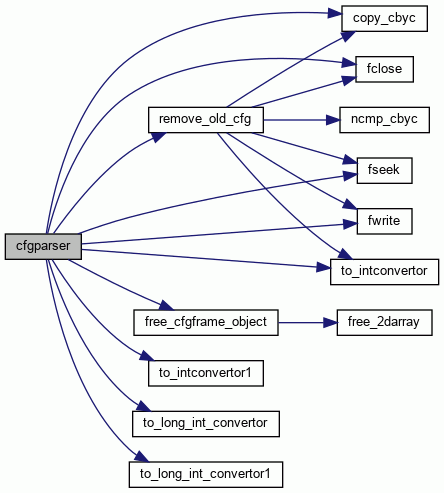 copy_cbyc
fclose
remove_old_cfg
ncmp_cbyc
fseek
fwrite
cfgparser
to_intconvertor
free_cfgframe_object
free_2darray
to_intconvertor1
to_long_int_convertor
to_long_int_convertor1